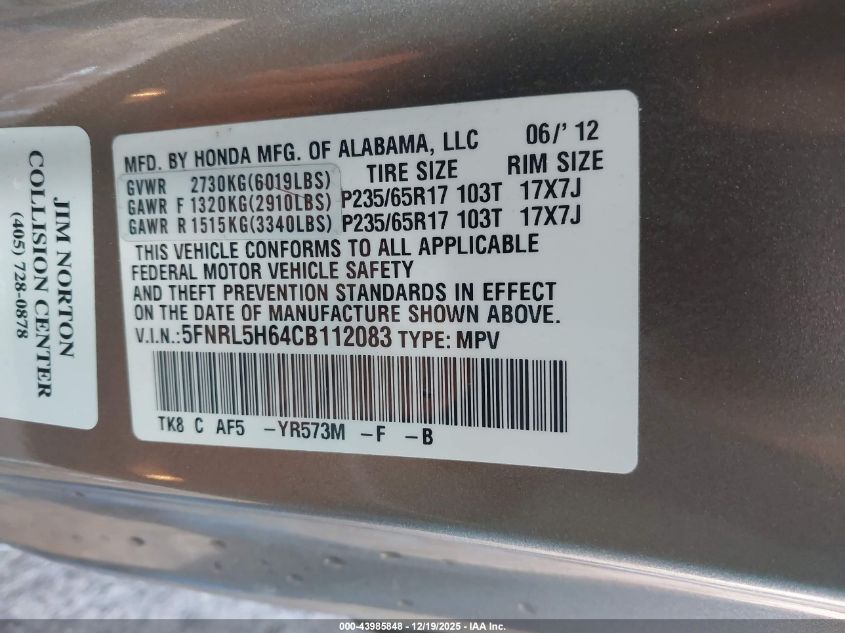 MFD. BY HONDA MFG. OF ALABAMA, LLC 06/' 12
TIRE SIZE RIM SIZE
GVWR 2730KG(6019LBS)
GAWR F 1320KG(2910LBS) P235/65R17 103T 17X7J
GAWR R 1515KG(3340LBS) P235/65R17 103T 17X7J
THIS VEHICLE CONFORMS TO ALL APPLICABLE
FEDERAL MOTOR VEHICLE SAFETY
AND THEFT PREVENTION STANDARDS IN EFFECT
ON THE DATE OF MANUFACTURE SHOWN ABOVE.
V.I.N.:5FNRL5H64CB112083 TYPE: MPV
TK8 C AF5 -YR573M -F -B
JIM NORTON
COLLISION CENTER
(405) 728-0878
000-43985848 — 12/19/2025 — IAA Inc.